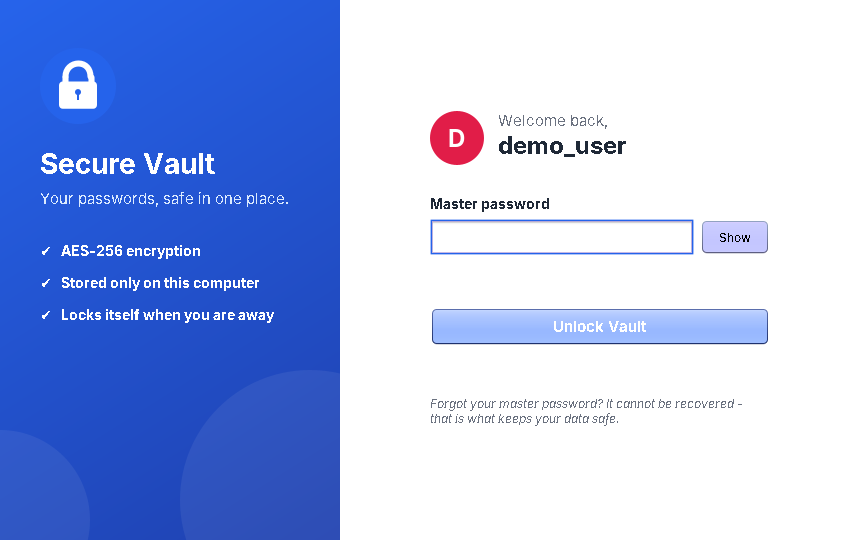 Secure Vault
Your passwords, safe in one place.
✓ AES-256 encryption
✓ Stored only on this computer
✓ Locks itself when you are away
D
Welcome back,
demo_user
Master password
Show
Unlock Vault
Forgot your master password? It cannot be recovered -
that is what keeps your data safe.